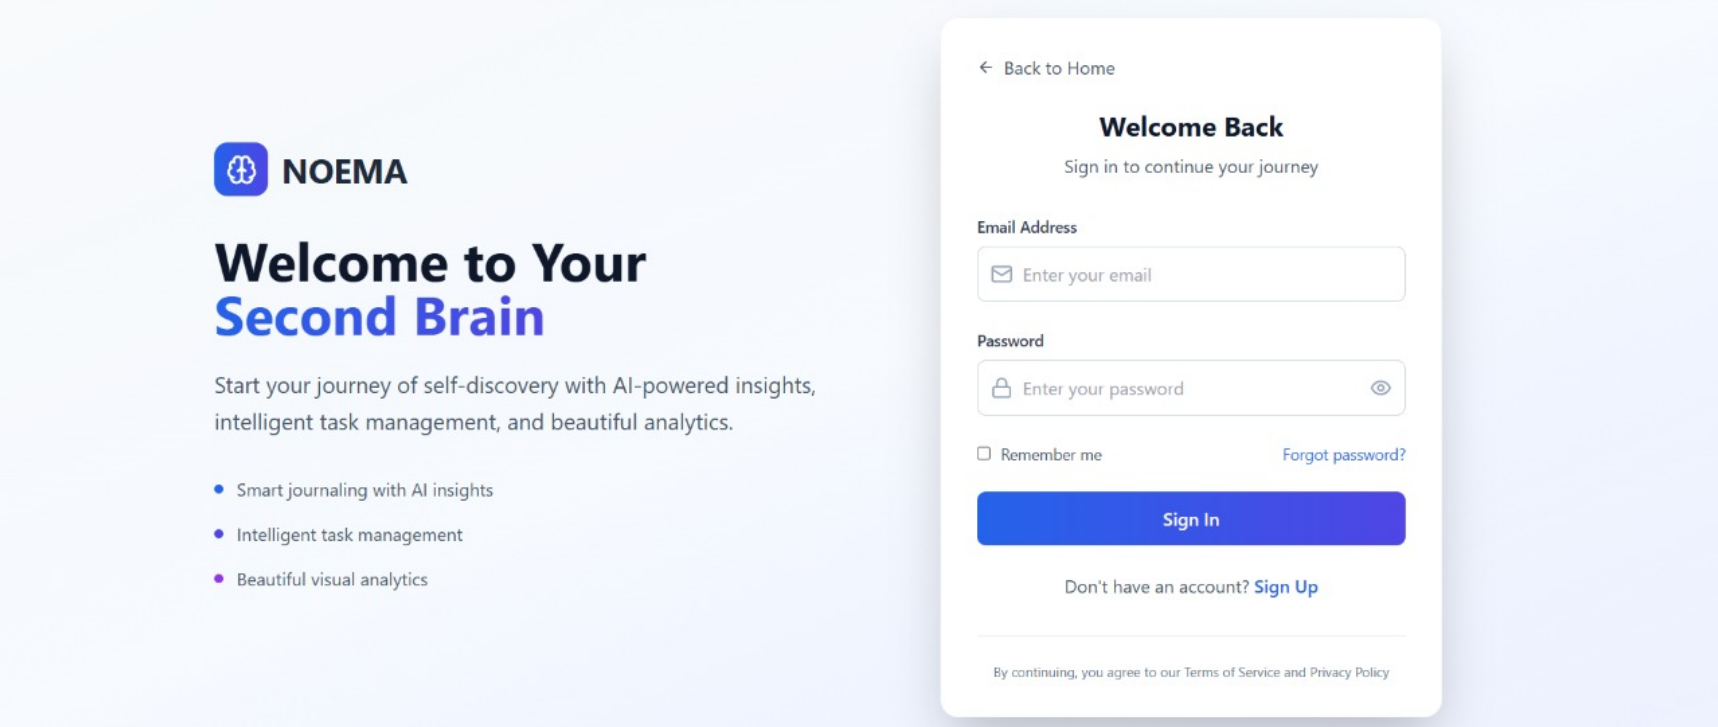 NOEMA
Welcome to Your
Second Brain
Start your journey of self-discovery with AI-powered insights,
intelligent task management, and beautiful analytics.
Smart journaling with AI insights
Intelligent task management
Beautiful visual analytics
Back to Home
Welcome Back
Sign in to continue your journey
Email Address
Enter your email
Password
Enter your password
Remember me
Forgot password?
Sign In
Don't have an account? Sign Up
By continuing, you agree to our Terms of Service and Privacy Policy